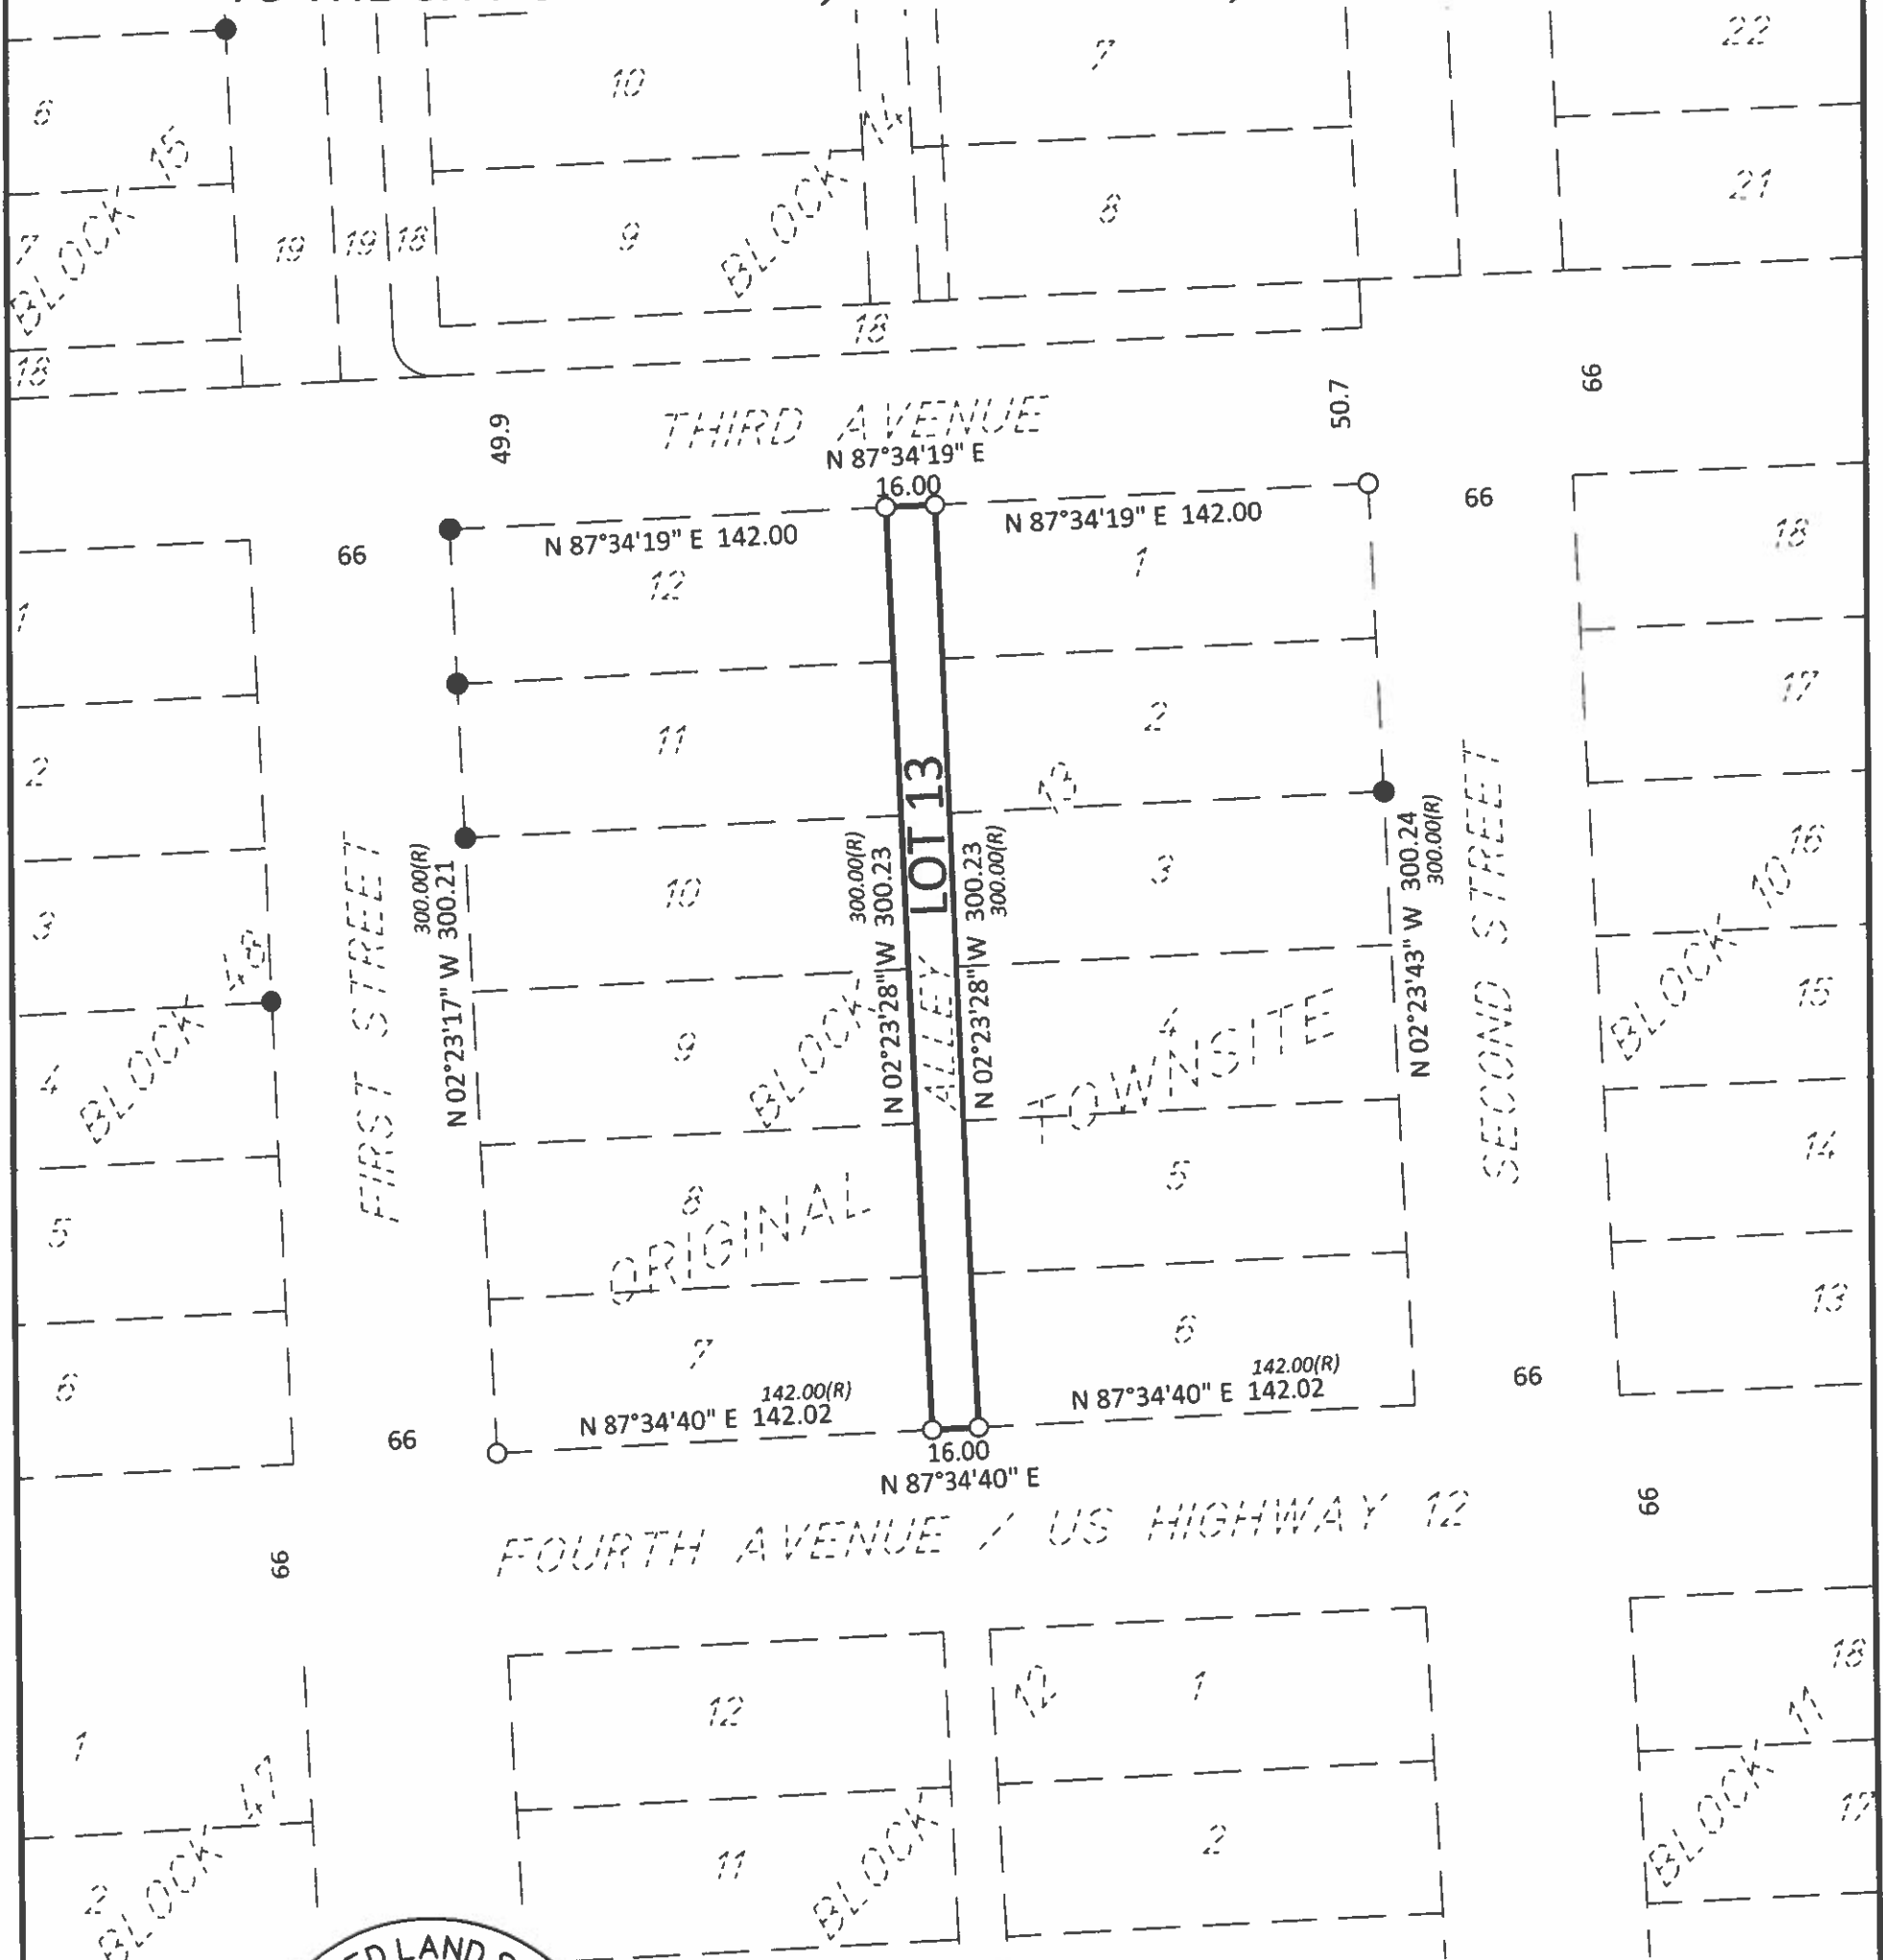 22
7
10
6
21
BLOCK 15
BLOCK 14
8
9
7
19
19
18
18
18
66
50.7
49.9
THIRD AVENUE
N 87°34'19" E
16.00
66
N 87°34'19" E 142.00
N 87°34'19" E 142.00
66
18
12
1
1
17
11
2
2
LOT 13
16
10
3
3
300.00(R)
N 02°23'17" W 300.21
300.00(R)
N 02°23'28" W 300.23
N 02°23'28" W 300.23
300.00(R)
N 02°23'43" W 300.24
300.00(R)
FIRST STREET
SECOND STREET
ALLEY
BLOCK 48
BLOCK 13
BLOCK 10
15
9
4
4
14
8
5
5
ORIGINAL TOWNSITE
13
7
6
6
142.00(R)
N 87°34'40" E 142.02
142.00(R)
N 87°34'40" E 142.02
66
66
16.00
N 87°34'40" E
66
66
FOURTH AVENUE / US HIGHWAY 12
18
12
1
1
BLOCK 47
BLOCK 12
BLOCK 11
17
11
2
2
ED LAND